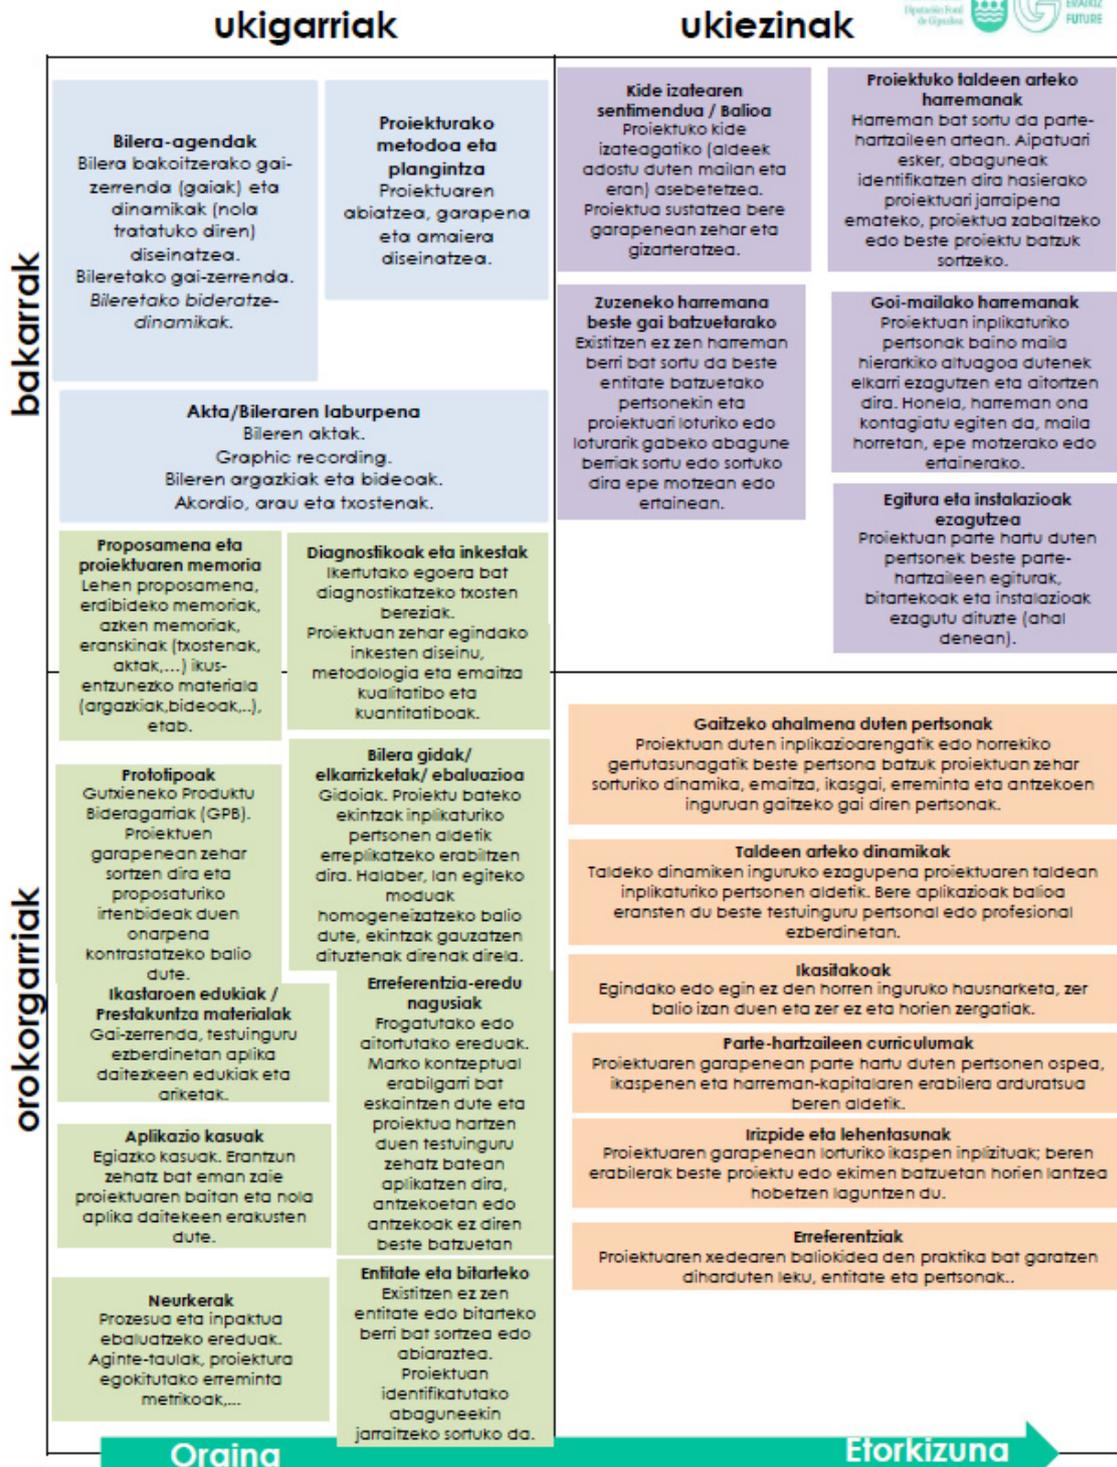 ukigarriak
ukiezinak
Diputación Foral
de Gipuzkoa
FUTURE
bakarrak
Bilera-agendak
Bilera bakoitzerako gai-
zerrenda (gaiak) eta
dinamikak (nola
tratatuko diren)
diseinatzea.
Bileretako gai-zerrenda.
Bileretako bideratze-
dinamikak.
Proiekturako
metodoa eta
plangintza
Proiektuaren
abiatzea, garapena
eta amaiera
diseinatzea.
Akta/Bileraren laburpena
Bileren aktak.
Graphic recording.
Bileren argazkiak eta bideoak.
Akordio, arau eta txostenak.
Kide izatearen
sentimendua / Balioa
Proiektuko kide
izateagatiko (aldeek
adostu duten mailan eta
eran) asebetetzea.
Proiektua sustatzea bere
garapenean zehar eta
gizarteratzea.
Proiektuko taldeen arteko
harremanak
Harreman bat sortu da parte-
hartzaileen artean. Aipatuari
esker, abaguneak
identifikatzen dira hasierako
proiektuari jarraipena
emateko, proiektua zabaltzeko
edo beste proiektu batzuk
sortzeko.
Zuzeneko harremana
beste gai batzuetarako
Existitzen ez zen harreman
berri bat sortu da beste
entitate batzuetako
pertsonekin eta
proiektuari loturiko edo
loturarik gabeko abagune
berriak sortu edo sortuko
dira epe motzean edo
ertainean.
Goi-mailako harremanak
Proiektuan inplikaturiko
pertsonak baino maila
hierarkiko altuagoa dutenek
elkarri ezagutzen eta aitortzen
dira. Honela, harreman ona
kontagiatu egiten da, maila
horretan, epe motzerako edo
ertainerako.
Egitura eta instalazioak
ezagutzea
Proiektuan parte hartu duten
pertsonek beste parte-
hartzaileen egiturak,
bitartekoak eta instalazioak
ezagutu dituzte (ahal
denean).
orokorgarriak
Proposamena eta
proiektuaren memoria
Lehen proposamena,
erdibideko memoriak,
azken memoriak,
eranskinak (txostenak,
aktak,...) ikus-
entzunezko materiala
(argazkiak,bideoak,..),
etab.
Diagnostikoak eta inkestak
Ikertutako egoera bat
diagnostikatzeko txosten
bereziak.
Proiektuan zehar egindako
inkesten diseinu,
metodologia eta emaitza
kualitatibo eta
kuantitatiboak.
Prototipoak
Gutxieneko Produktu
Bideragarriak (GPB).
Proiektuen
garapenean zehar
sortzen dira eta
proposaturiko
irtenbideak duen
onarpena
kontrastatzeko balio
dute.
Bilera gidak/
elkarrizketak/ ebaluazioa
Gidoiak. Proiektu bateko
ekintzak inplikaturiko
pertsonen aldetik
erreplikatzeko erabiltzen
dira. Halaber, lan egiteko
moduak
homogeneizatzeko balio
dute, ekintzak gauzatzen
dituztenak direnak direla.
Ikastaroen edukiak /
Prestakuntza materialak
Gai-zerrenda, testuinguru
ezberdinetan aplika
daitezkeen edukiak eta
ariketak.
Erreferentzia-eredu
nagusiak
Frogatutako edo
aitortutako ereduak.
Marko kontzeptual
erabilgarri bat
eskaintzen dute eta
proiektua hartzen
duen testuinguru
zehatz batean
aplikatzen dira,
antzekoetan edo
antzekoak ez diren
beste batzuetan
Aplikazio kasuak
Egiazko kasuak. Erantzun
zehatz bat eman zaie
proiektuaren baitan eta nola
aplika daitekeen erakusten
dute.
Neurkerak
Prozesua eta inpaktua
ebaluatzeko ereduak.
Aginte-taulak, proiektura
egokitutako erreminta
metrikoak,...
Entitate eta bitarteko
Existitzen ez zen
entitate edo bitarteko
berri bat sortzea edo
abiaraztea.
Proiektuan
identifikatutako
abaguneekin
jarraitzeko sortuko da.
Gaitzeko ahalmena duten pertsonak
Proiektuan duten inplikazioarengatik edo horrekiko
gertutasunagatik beste pertsona batzuk proiektuan zehar
sorturiko dinamika, emaitza, ikasgai, erreminta eta antzekoen
inguruan gaitzeko gai diren pertsonak.
Taldeen arteko dinamikak
Taldeko dinamiken inguruko ezagupena proiektuaren taldean
inplikaturiko pertsonen aldetik. Bere aplikazioak balioa
eransten du beste testuinguru pertsonal edo profesional
ezberdinetan.
Ikasitakoak
Egindako edo egin ez den horren inguruko hausnarketa, zer
balio izan duen eta zer ez eta horien zergatiak.
Parte-hartzaileen curriculumak
Proiektuaren garapenean parte hartu duten pertsonen ospea,
ikaspenen eta harreman-kapitalaren erabilera arduratsua
beren aldetik.
Irizpide eta lehentasunak
Proiektuaren garapenean lorturiko ikaspen inplizituak; beren
erabilerak beste proiektu edo ekimen batzuetan horien lantzea
hobetzen laguntzen du.
Erreferentziak
Proiektuaren xedearen baliokidea den praktika bat garatzen
diharduten leku, entitate eta pertsonak..
Oraina
Etorkizuna